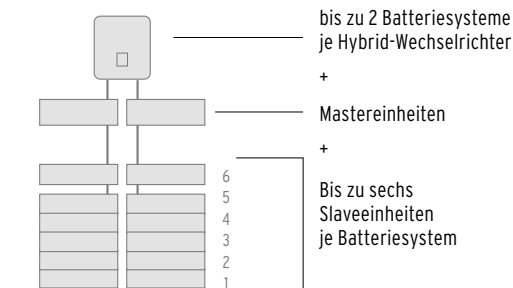 bis zu 2 Batteriesysteme
je Hybrid-Wechselrichter
+
Mastereinheiten
+
Bis zu sechs
Slaveeinheiten
je Batteriesystem
6
5
4
3
2
1